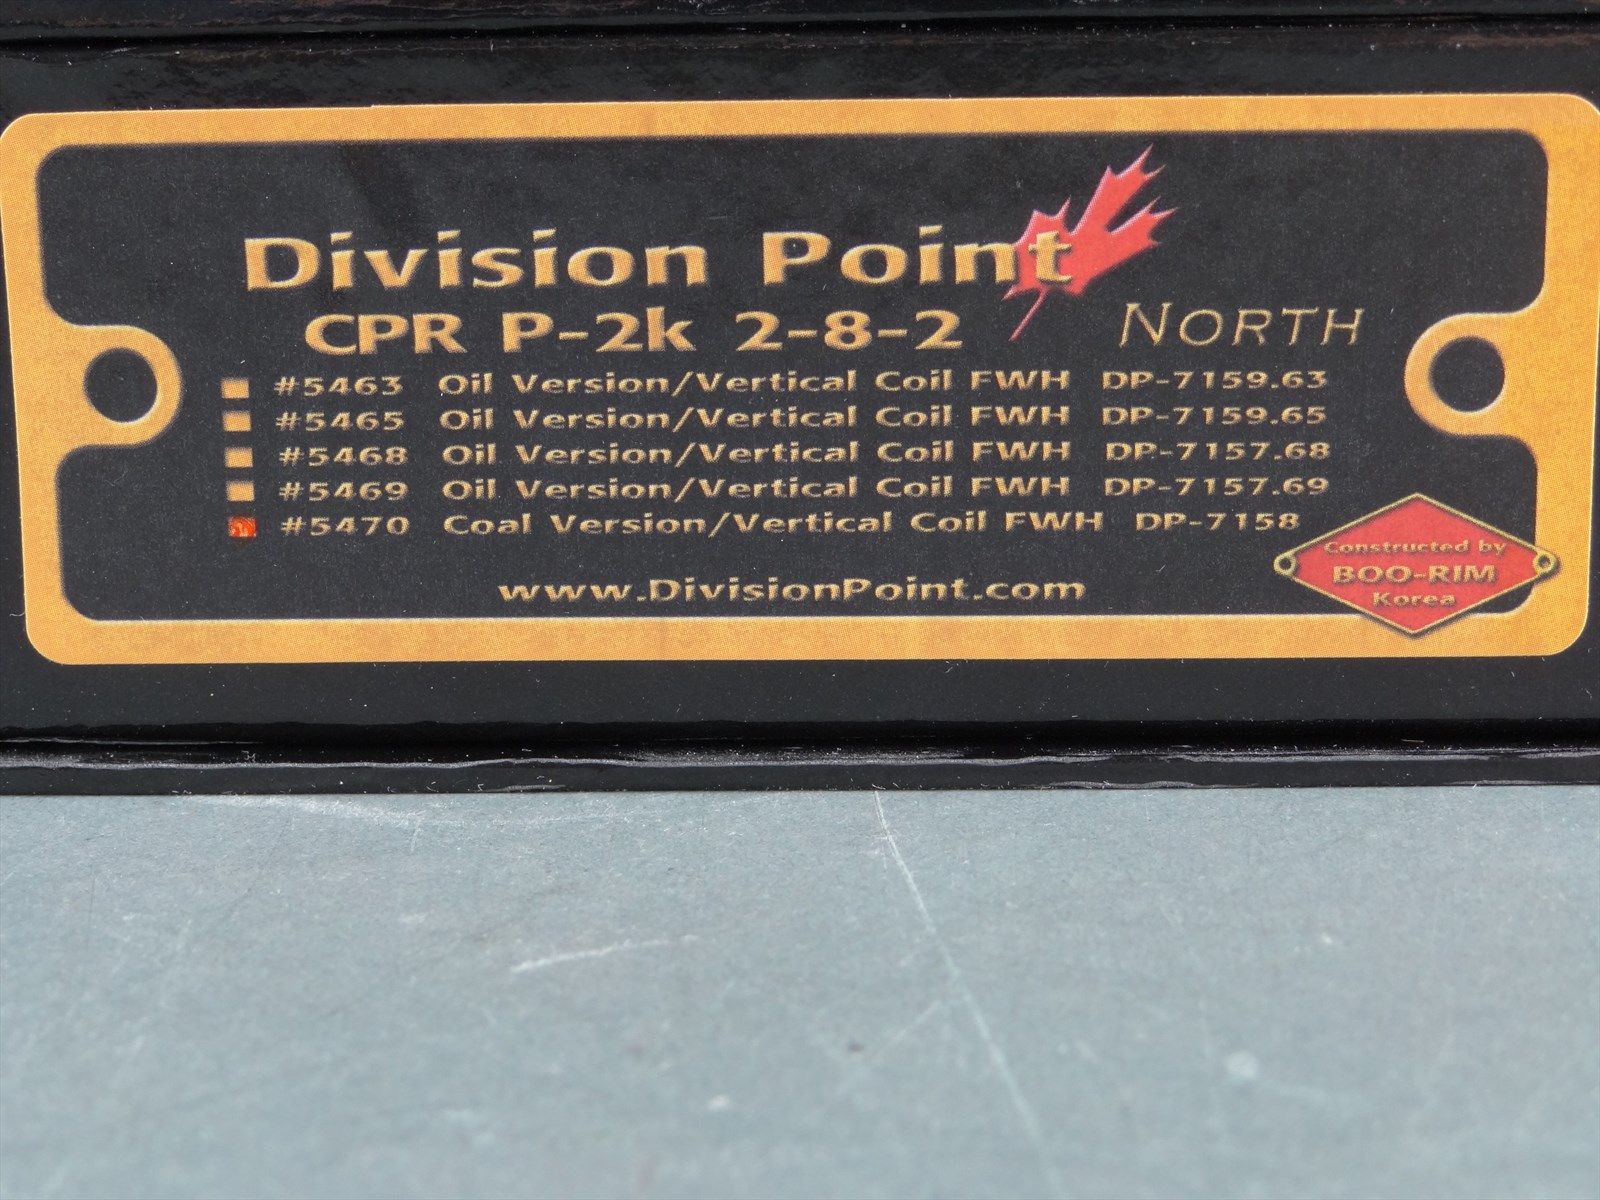 Division Point
CPR P-2k 2-8-2 NORTH
#5463 Oil Version/Vertical Coil FWH DP-7159.63
#5465 Oil Version/Vertical Coil FWH DP-7159.65
#5468 Oil Version/Vertical Coil FWH DP-7157.68
#5469 Oil Version/Vertical Coil FWH DP-7157.69
#5470 Coal Version/Vertical Coil FWH DP-7158
Constructed by
BOO-RIM
Korea
www.DivisionPoint.com